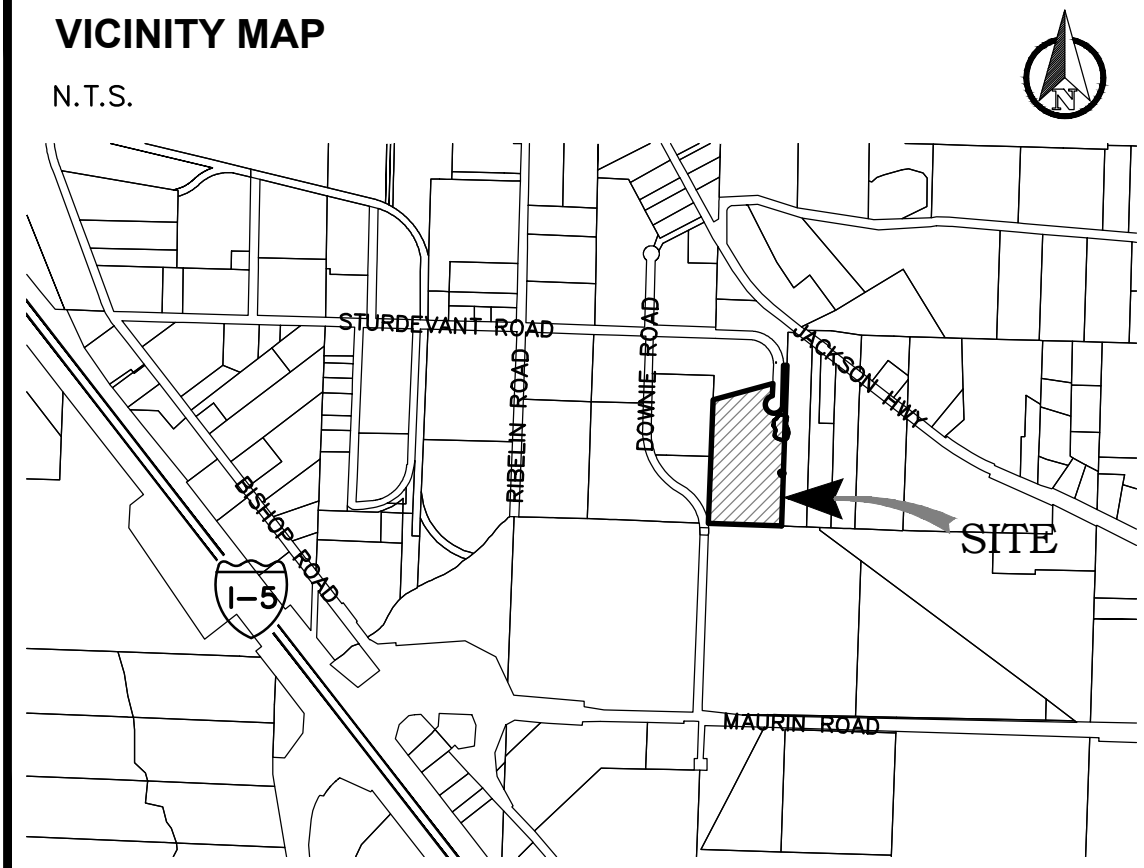 VICINITY MAP
N.T.S.
N
STURDEVANT ROAD
RIBELIN ROAD
DOWNIE ROAD
JACKSON HWY
BISHOP ROAD
I-5
SITE
MAURIN ROAD